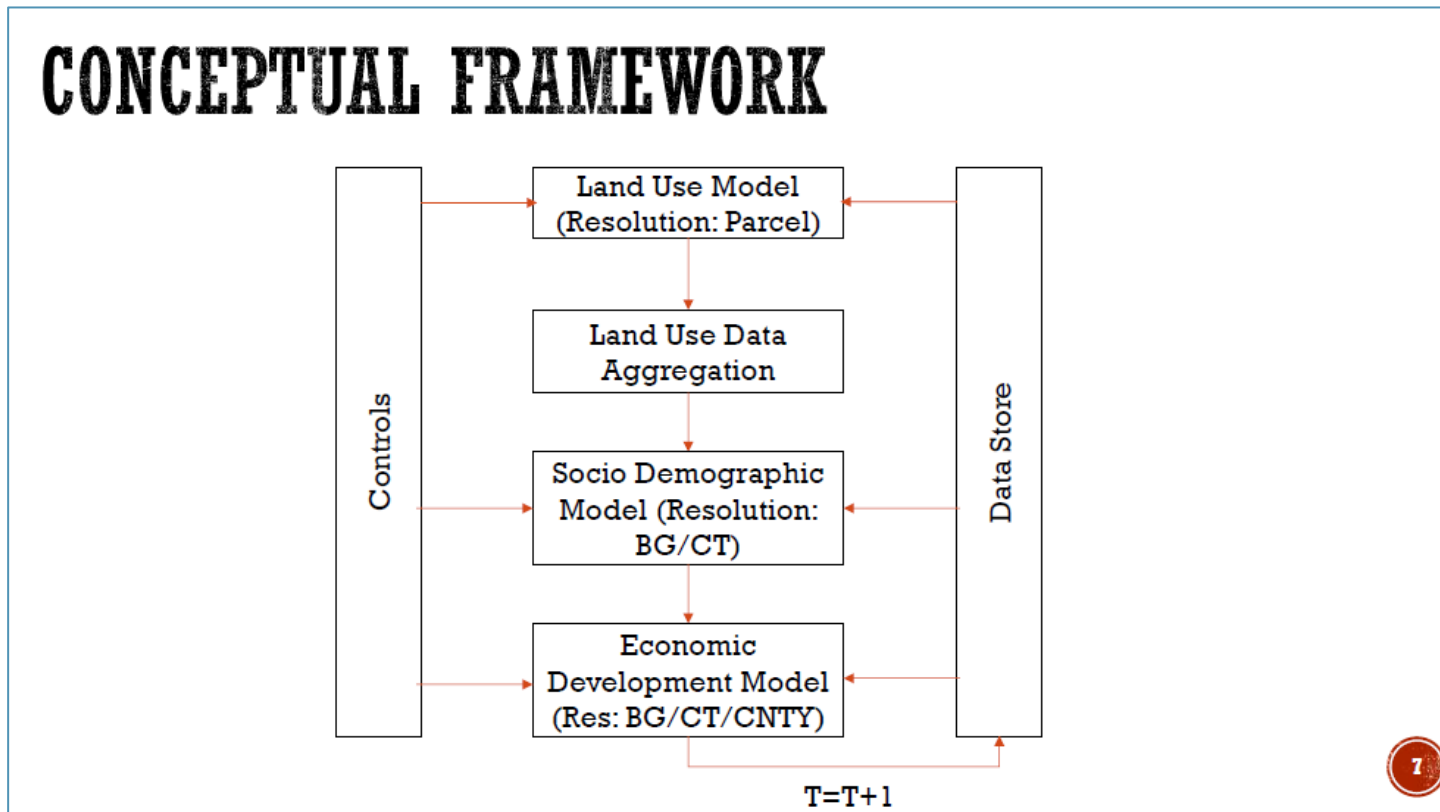 CONCEPTUAL FRAMEWORK
Controls
Land Use Model
(Resolution: Parcel)
Land Use Data
Aggregation
Socio Demographic
Model (Resolution:
BG/CT)
Economic
Development Model
(Res: BG/CT/CNTY)
Data Store
T=T+1
7